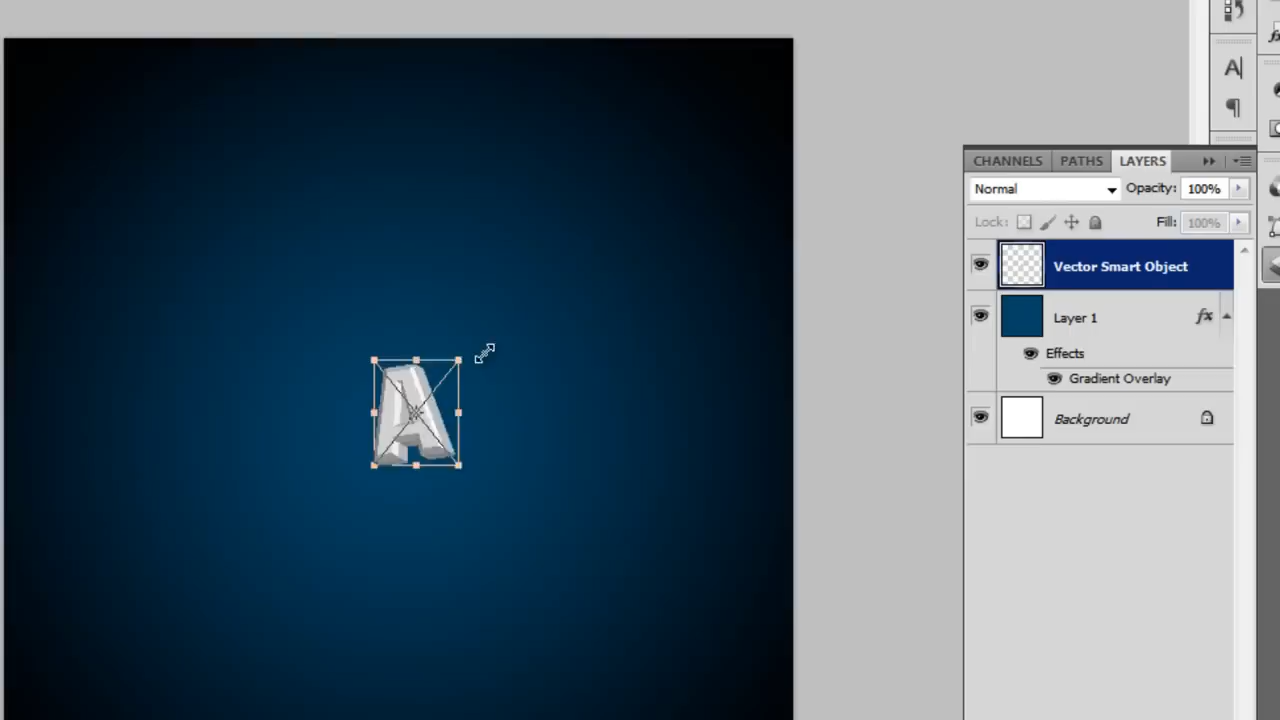 A
CHANNELS PATHS LAYERS
Normal Opacity: 100%
Lock: Fill: 100%
Vector Smart Object
Layer 1 fx
Effects
Gradient Overlay
Background
A